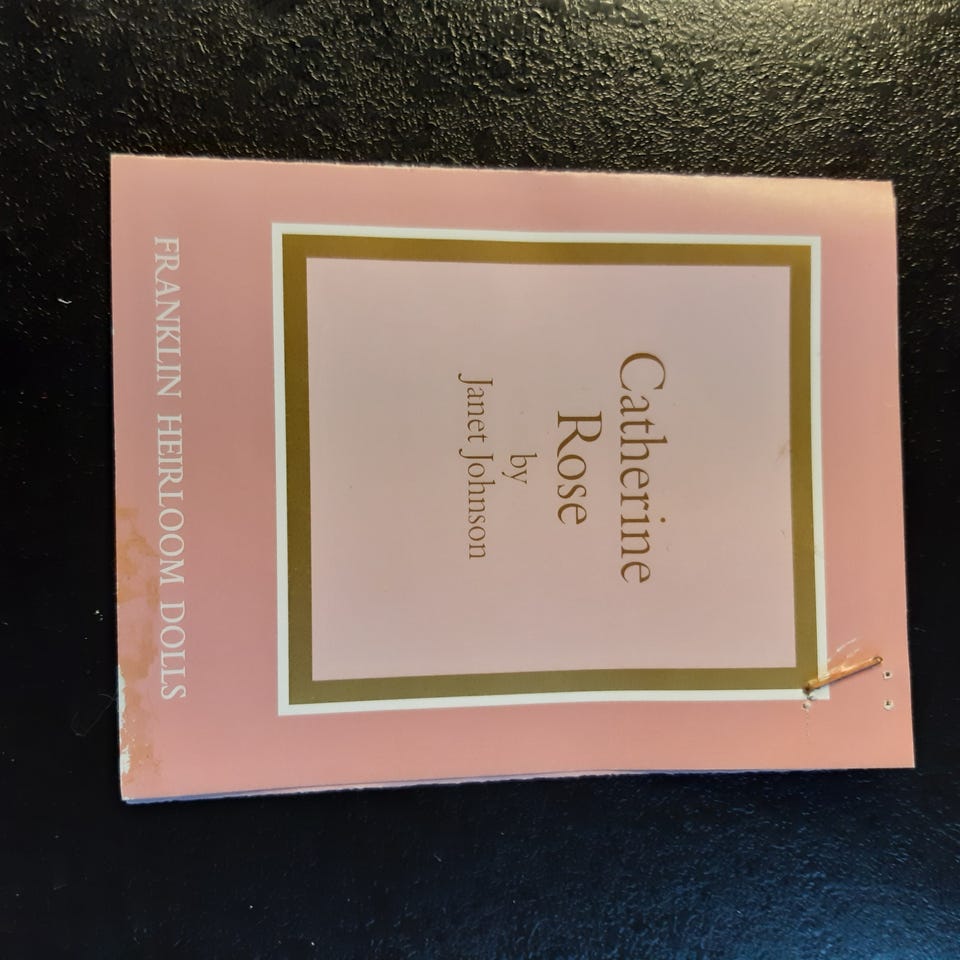 Catherine
Rose
by
Janet Johnson
FRANKLIN HEIRLOOM DOLLS